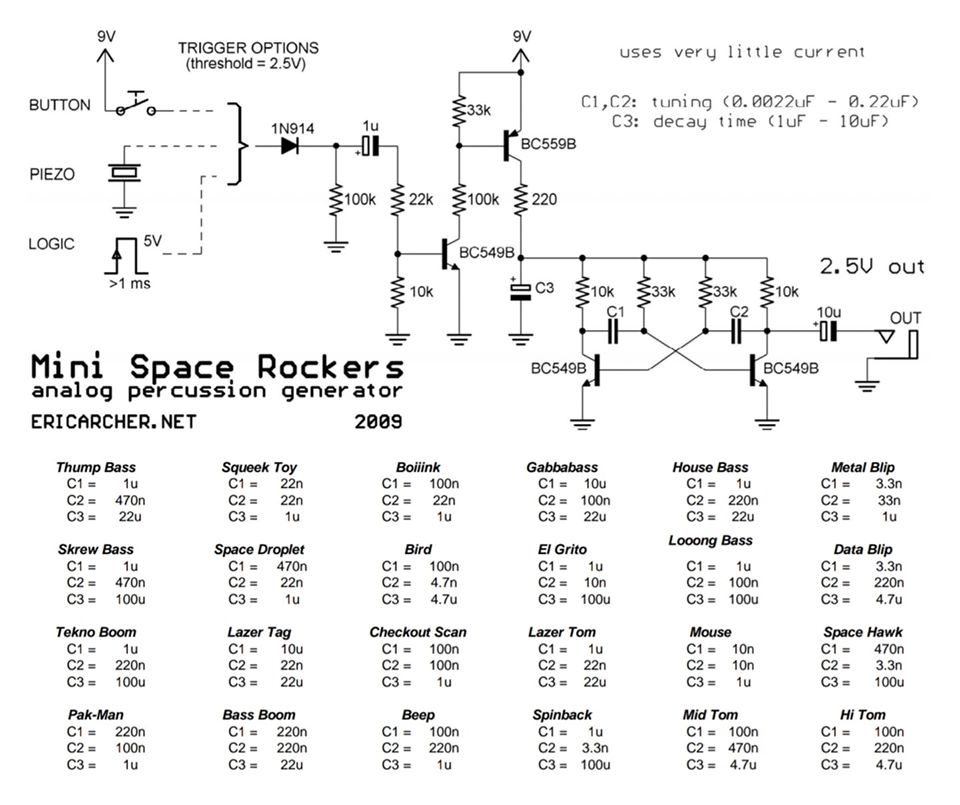 9V
TRIGGER OPTIONS
(threshold = 2.5V)
BUTTON
PIEZO
LOGIC
5V
>1 ms
1N914
1u
+
100k
22k
10k
33k
100k
BC549B
9V
BC559B
220
C3
+
uses very little current
C1,C2: tuning (0.0022uF - 0.22uF)
C3: decay time (1uF - 10uF)
2.5V out
10k
33k
33k
10k
C1
C2
BC549B
BC549B
10u
+
OUT
Mini Space Rockers
analog percussion generator
ERICARCHER.NET 2009
Thump Bass
C1 = 1u
C2 = 470n
C3 = 22u
Squeek Toy
C1 = 22n
C2 = 22n
C3 = 1u
Boiiink
C1 = 100n
C2 = 22n
C3 = 1u
Gabbabass
C1 = 10u
C2 = 100n
C3 = 22u
House Bass
C1 = 1u
C2 = 220n
C3 = 22u
Metal Blip
C1 = 3.3n
C2 = 33n
C3 = 1u
Skrew Bass
C1 = 1u
C2 = 470n
C3 = 100u
Space Droplet
C1 = 470n
C2 = 22n
C3 = 1u
Bird
C1 = 100n
C2 = 4.7n
C3 = 4.7u
El Grito
C1 = 1u
C2 = 10n
C3 = 100u
Looong Bass
C1 = 1u
C2 = 100n
C3 = 100u
Data Blip
C1 = 3.3n
C2 = 220n
C3 = 4.7u
Tekno Boom
C1 = 1u
C2 = 220n
C3 = 100u
Lazer Tag
C1 = 10u
C2 = 22n
C3 = 22u
Checkout Scan
C1 = 100n
C2 = 100n
C3 = 1u
Lazer Tom
C1 = 1u
C2 = 22n
C3 = 22u
Mouse
C1 = 10n
C2 = 10n
C3 = 1u
Space Hawk
C1 = 470n
C2 = 3.3n
C3 = 100u
Pak-Man
C1 = 220n
C2 = 100n
C3 = 1u
Bass Boom
C1 = 220n
C2 = 220n
C3 = 22u
Beep
C1 = 100n
C2 = 220n
C3 = 1u
Spinback
C1 = 1u
C2 = 3.3n
C3 = 100u
Mid Tom
C1 = 100n
C2 = 470n
C3 = 4.7u
Hi Tom
C1 = 100n
C2 = 220n
C3 = 4.7u